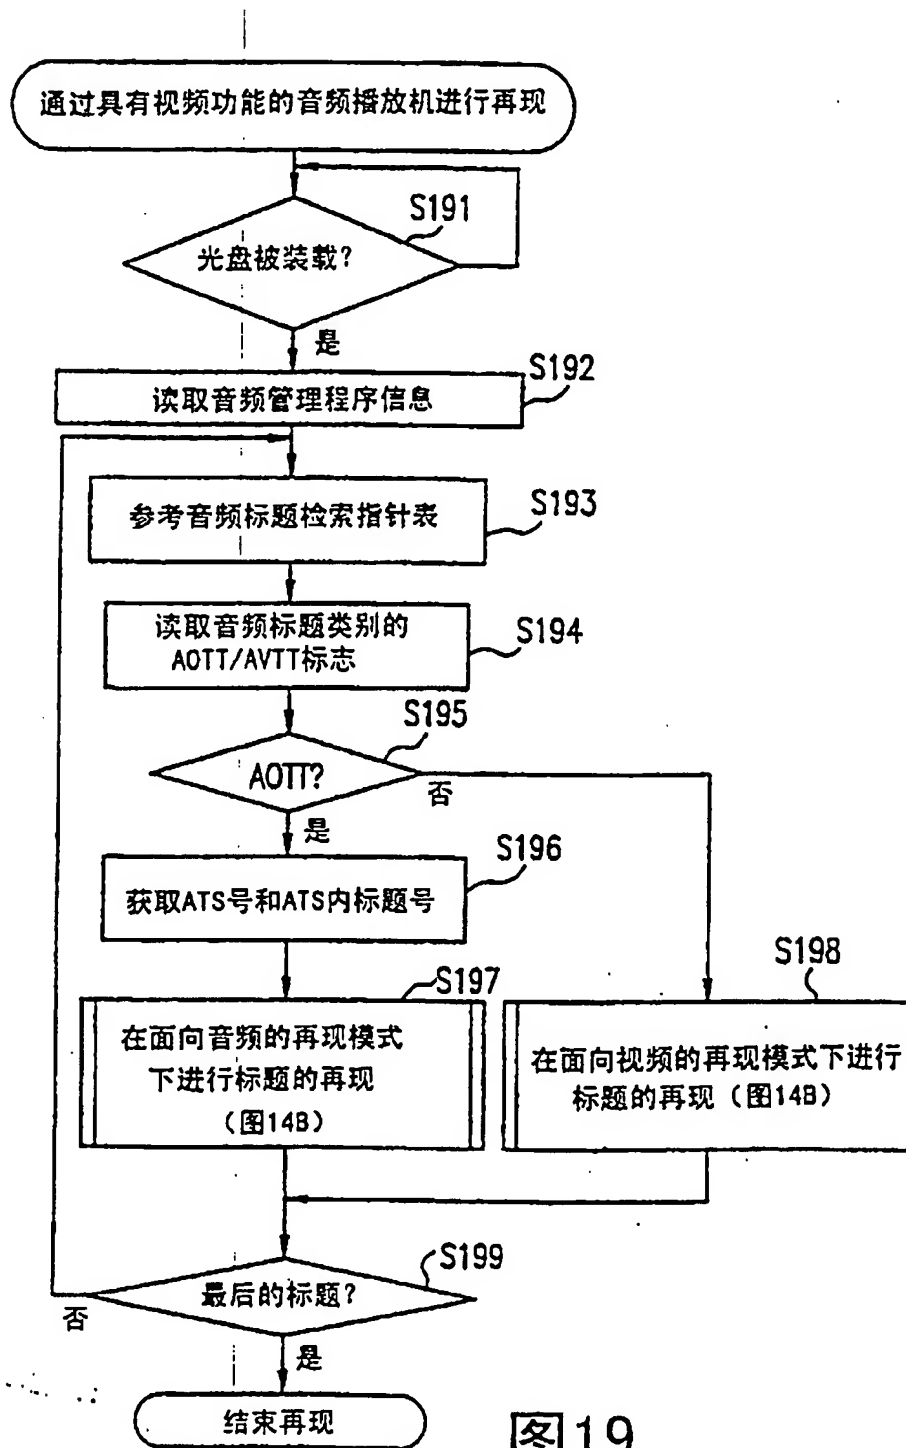 通过具有视频功能的音频播放机进行再现
S191
光盘被装载?
是
S192
读取音频管理程序信息
参考音频标题检索指针表
S193
读取音频标题类别的
AOTT/AVTT标志
S194
S195
AOTT?
否
是
S196
获取ATS号和ATS内标题号
S197
在面向音频的再现模式
下进行标题的再现
(图14B)
S198
在面向视频的再现模式下进行
标题的再现(图14B)
S199
最后的标题?
否
是
结束再现
图19